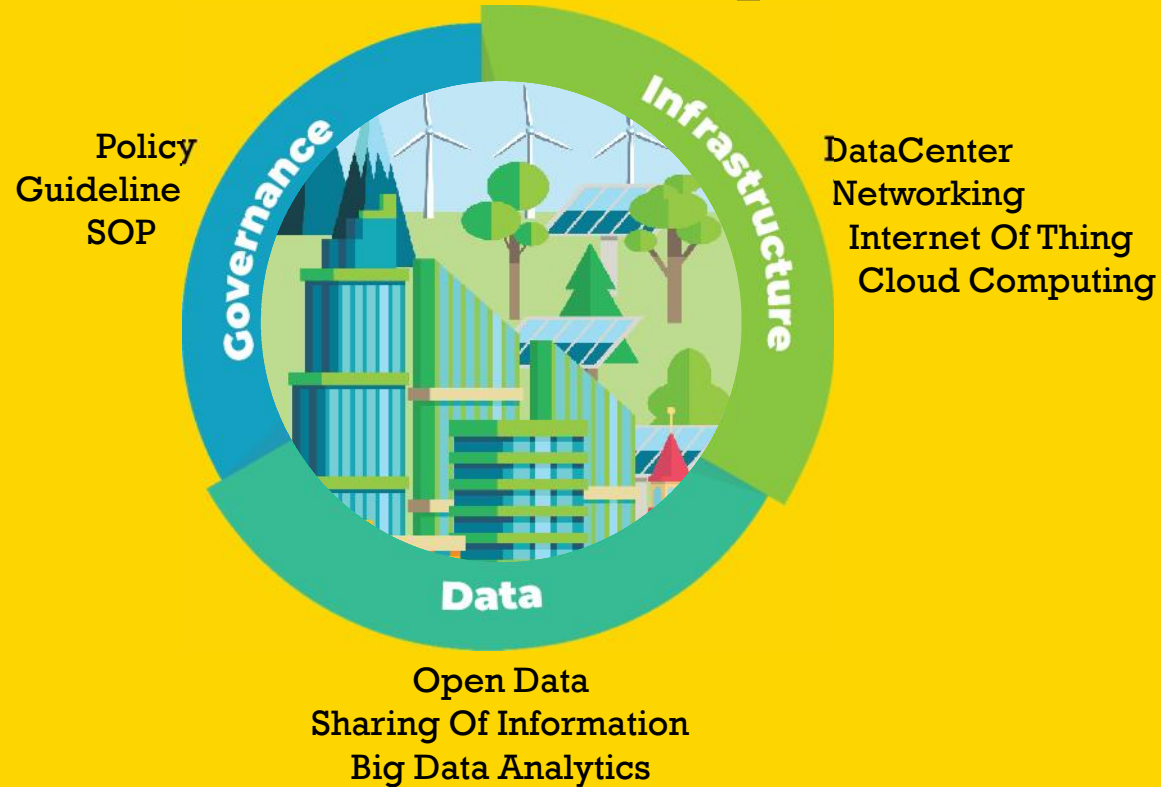 Governance
Policy
Guideline
SOP
Infrastructure
DataCenter
Networking
Internet Of Thing
Cloud Computing
Data
Open Data
Sharing Of Information
Big Data Analytics